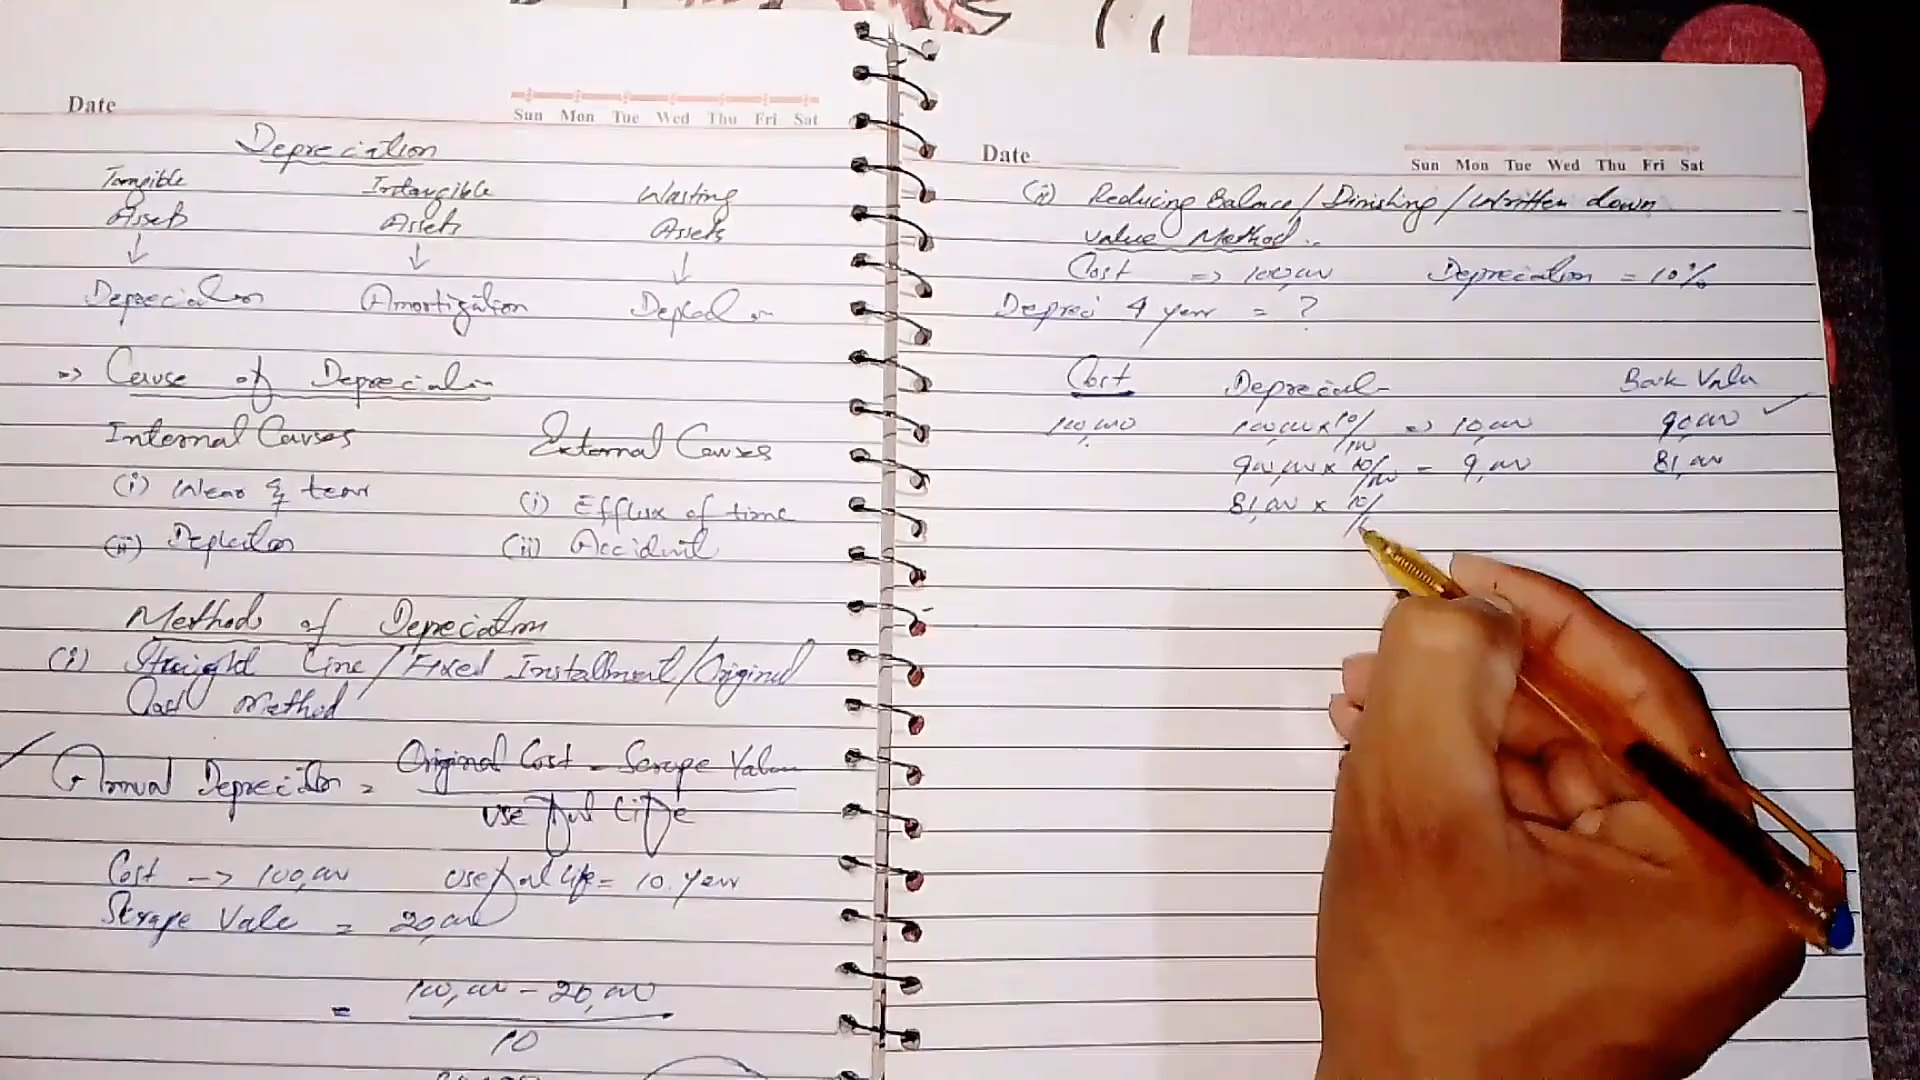 Date
Sun Mon Tue Wed Thu Fri Sat
Depreciation
Tangible Intangible Wasting
Assets Assets Assets
↓ ↓ ↓
Depreciation Amortization Depletion
=> Cause of Depreciation
Internal Causes External Causes
(i) Wear & tear (i) Efflux of time
(ii) Depletion (ii) Accident
Methods of Depreciation
(i) Straight Line/Fixed Installment/Original
Cost Method
Annual Depreciation = Original Cost - Scrape Value
useful life
Cost -> 100,000 useful life = 10. year
Scrape Vale = 20,000
= 100,000 - 20,000
10
Date
Sun Mon Tue Wed Thu Fri Sat
(ii) Reducing Balance/Dinishing/Written down
value Method..
Cost => 100,000 Depreciation = 10%
Depreci 4 year = ?
Cost Depreciat- Book Value
100,000 100,000 x 10/100 => 10,000 90,000 ✓
900,000 x 10/100 = 9,000 81,000
81,000 x 10/